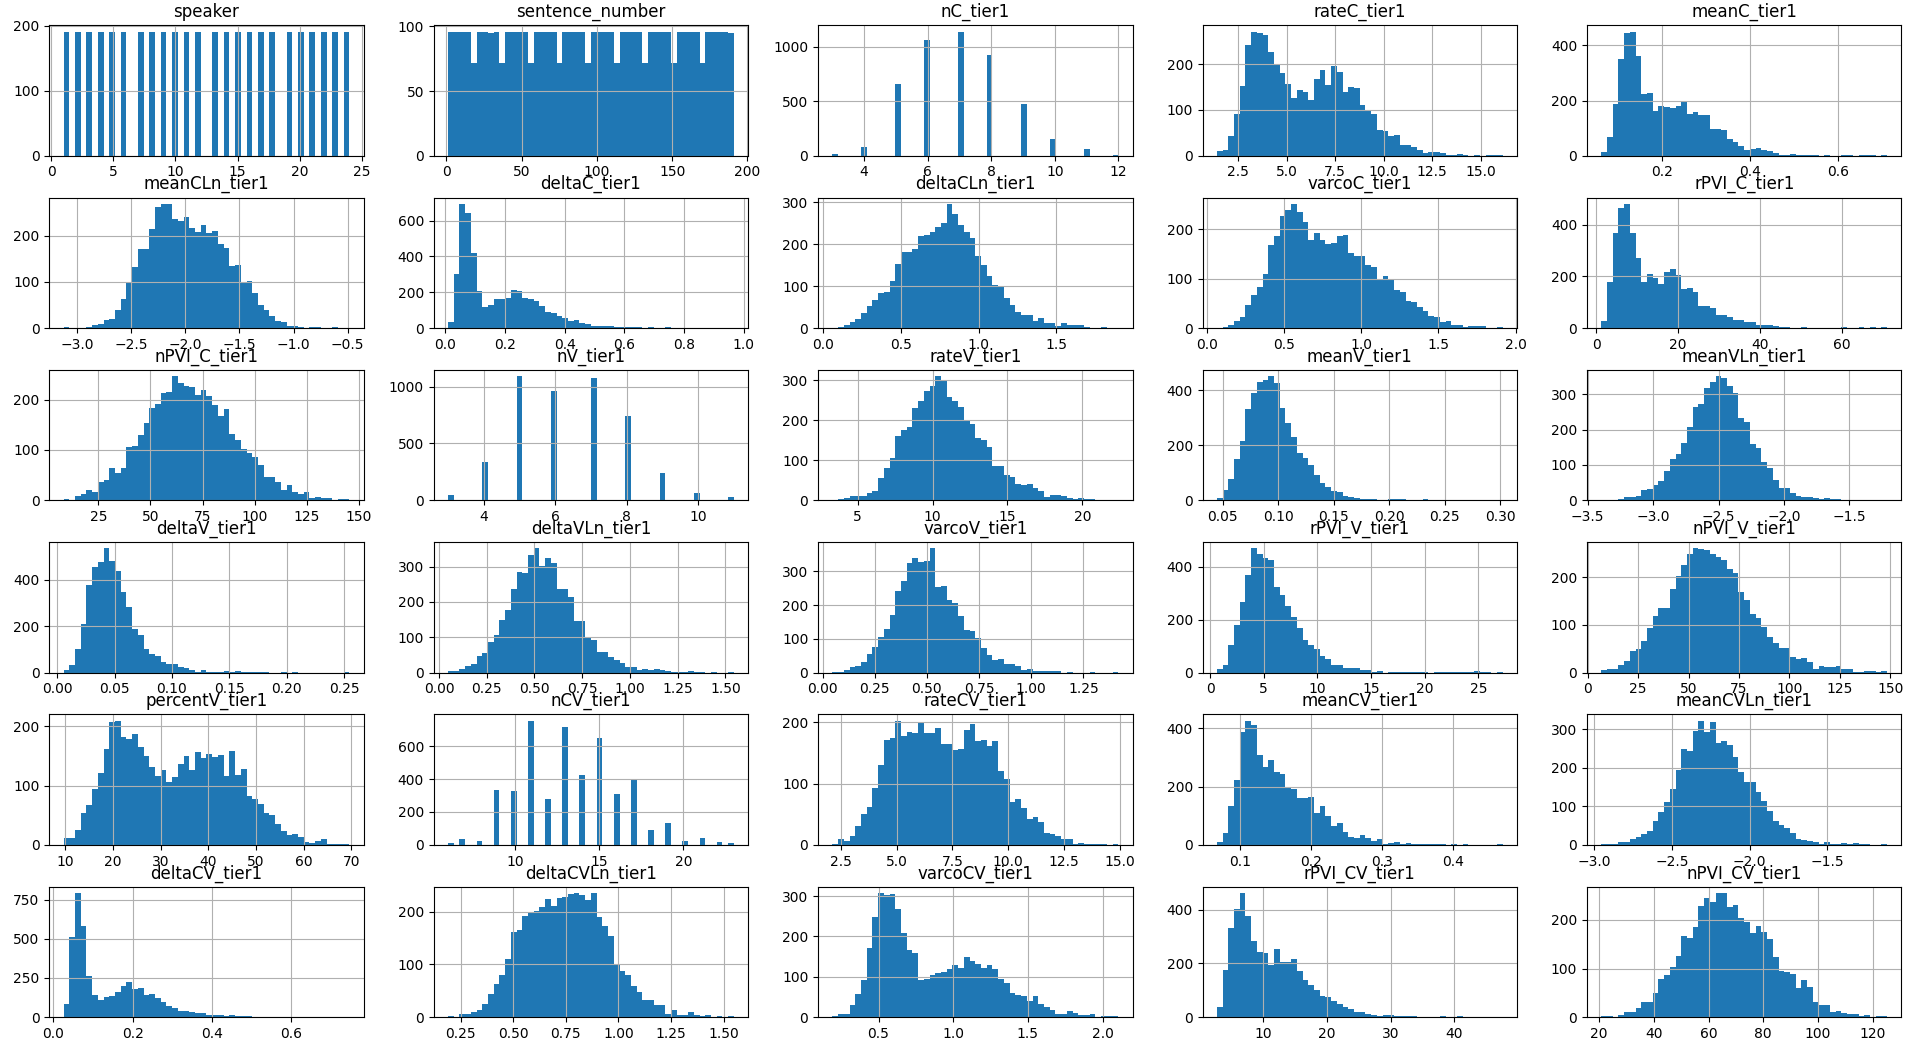 speaker sentence_number nC_tier1 rateC_tier1 meanC_tier1
200 100 0 0 5 10 15 20 25
100 50 0 0 50 100 150 200
1000 500 0 4 6 8 10 12
200 100 0 2.5 5.0 7.5 10.0 12.5 15.0
400 200 0 0.2 0.4 0.6
meanCLn_tier1 deltaC_tier1 deltaCLn_tier1 varcoC_tier1 rPVI_C_tier1
200 100 0 −3.0 −2.5 −2.0 −1.5 −1.0 −0.5
600 400 200 0 0.0 0.2 0.4 0.6 0.8 1.0
300 200 100 0 0.0 0.5 1.0 1.5
200 100 0 0.0 0.5 1.0 1.5 2.0
400 200 0 0 20 40 60
nPVI_C_tier1 nV_tier1 rateV_tier1 meanV_tier1 meanVLn_tier1
200 100 0 25 50 75 100 125 150
1000 500 0 4 6 8 10
300 200 100 0 5 10 15 20
400 200 0 0.05 0.10 0.15 0.20 0.25 0.30
300 200 100 0 −3.5 −3.0 −2.5 −2.0 −1.5
deltaV_tier1 deltaVLn_tier1 varcoV_tier1 rPVI_V_tier1 nPVI_V_tier1
400 200 0 0.00 0.05 0.10 0.15 0.20 0.25
300 200 100 0 0.00 0.25 0.50 0.75 1.00 1.25 1.50
300 200 100 0 0.00 0.25 0.50 0.75 1.00 1.25
400 200 0 0 5 10 15 20 25
200 100 0 0 25 50 75 100 125 150
percentV_tier1 nCV_tier1 rateCV_tier1 meanCV_tier1 meanCVLn_tier1
200 100 0 10 20 30 40 50 60 70
600 400 200 0 10 15 20
200 100 0 2.5 5.0 7.5 10.0 12.5 15.0
400 200 0 0.1 0.2 0.3 0.4
300 200 100 0 −3.0 −2.5 −2.0 −1.5
deltaCV_tier1 deltaCVLn_tier1 varcoCV_tier1 rPVI_CV_tier1 nPVI_CV_tier1
750 500 250 0 0.0 0.2 0.4 0.6
200 100 0 0.25 0.50 0.75 1.00 1.25 1.50
300 200 100 0 0.5 1.0 1.5 2.0
400 200 0 10 20 30 40
200 100 0 20 40 60 80 100 120